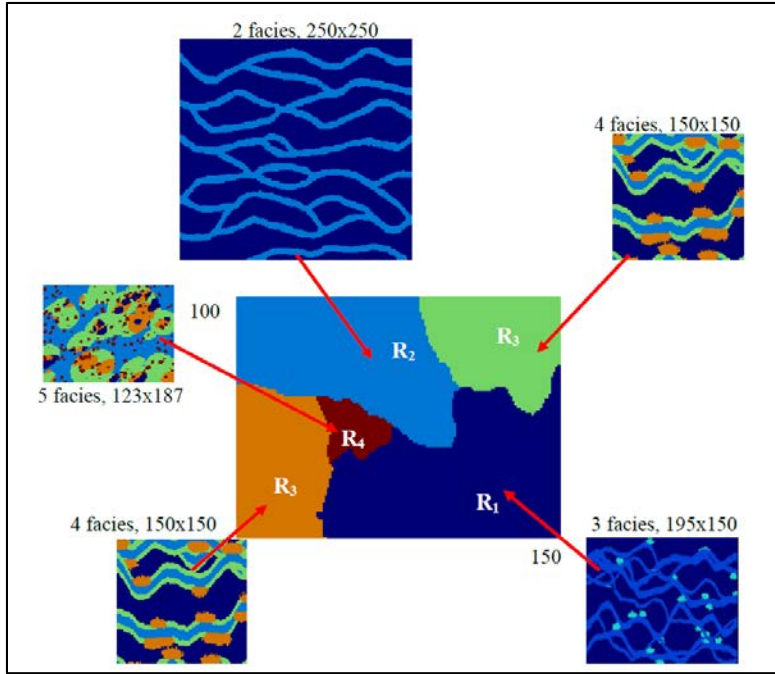 2 facies, 250x250
4 facies, 150x150
100
R₂
R₃
5 facies, 123x187
R₄
R₃
R₁
4 facies, 150x150
150
3 facies, 195x150